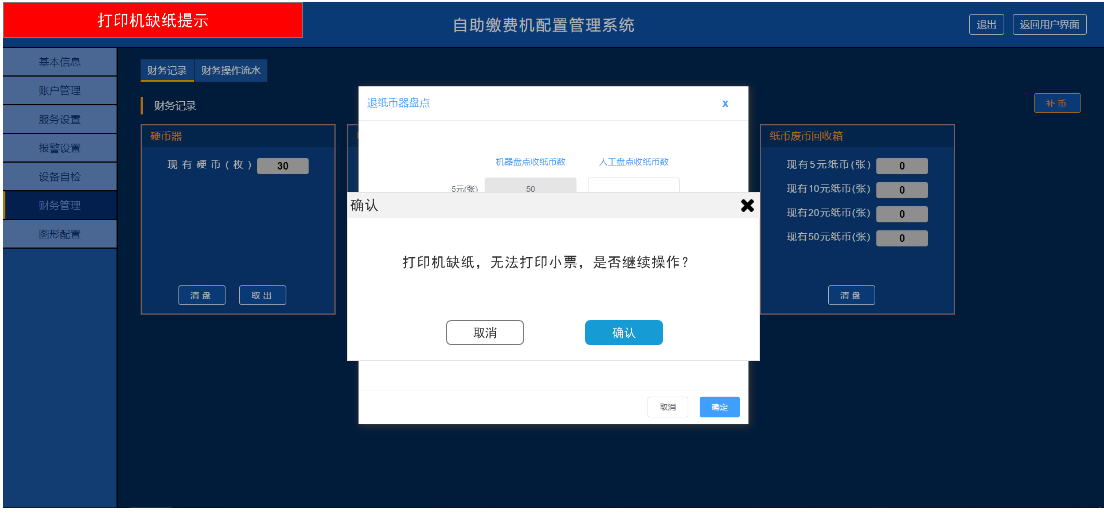 打印机缺纸提示
自助缴费机配置管理系统
退出
返回用户界面
基本信息
账户管理
服务设置
报警设置
设备自检
财务管理
图形配置
财务记录
财务操作流水
财务记录
补币
硬币器
现有硬币(枚)
30
清盘
取出
退纸币器盘点
x
机器盘点收纸币数
人工盘点收纸币数
5元(张)
50
确认
打印机缺纸，无法打印小票，是否继续操作？
取消
确认
取消
确定
纸币废币回收箱
现有5元纸币(张)
0
现有10元纸币(张)
0
现有20元纸币(张)
0
现有50元纸币(张)
0
清盘